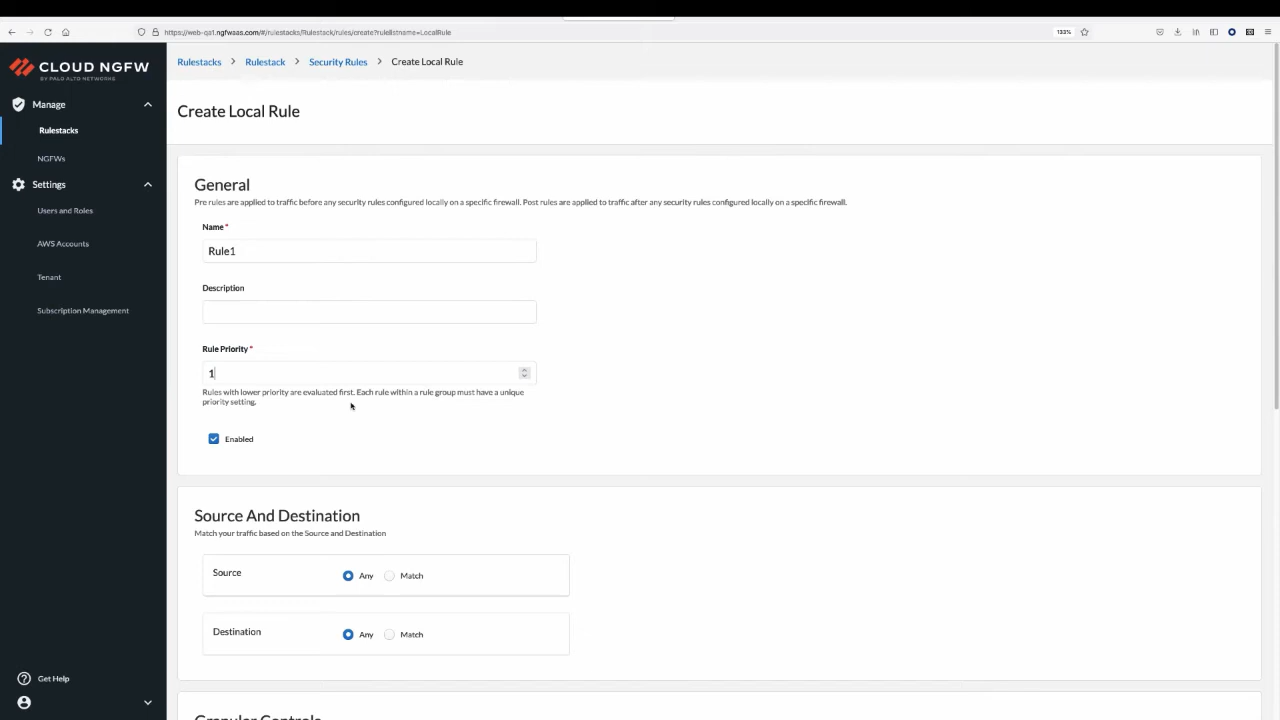 https://web-qa1.ngfwaas.com/#/rulestacks/Rulestack/rules/create?rulelistname=LocalRule
133%
CLOUD NGFW
BY PALO ALTO NETWORKS
Manage
Rulestacks
NGFWs
Settings
Users and Roles
AWS Accounts
Tenant
Subscription Management
Get Help
Rulestacks > Rulestack > Security Rules > Create Local Rule
Create Local Rule
General
Pre rules are applied to traffic before any security rules configured locally on a specific firewall. Post rules are applied to traffic after any security rules configured locally on a specific firewall.
Name *
Rule1
Description
Rule Priority *
1
Rules with lower priority are evaluated first. Each rule within a rule group must have a unique
priority setting.
Enabled
Source And Destination
Match your traffic based on the Source and Destination
Source Any Match
Destination Any Match
Granular Controls